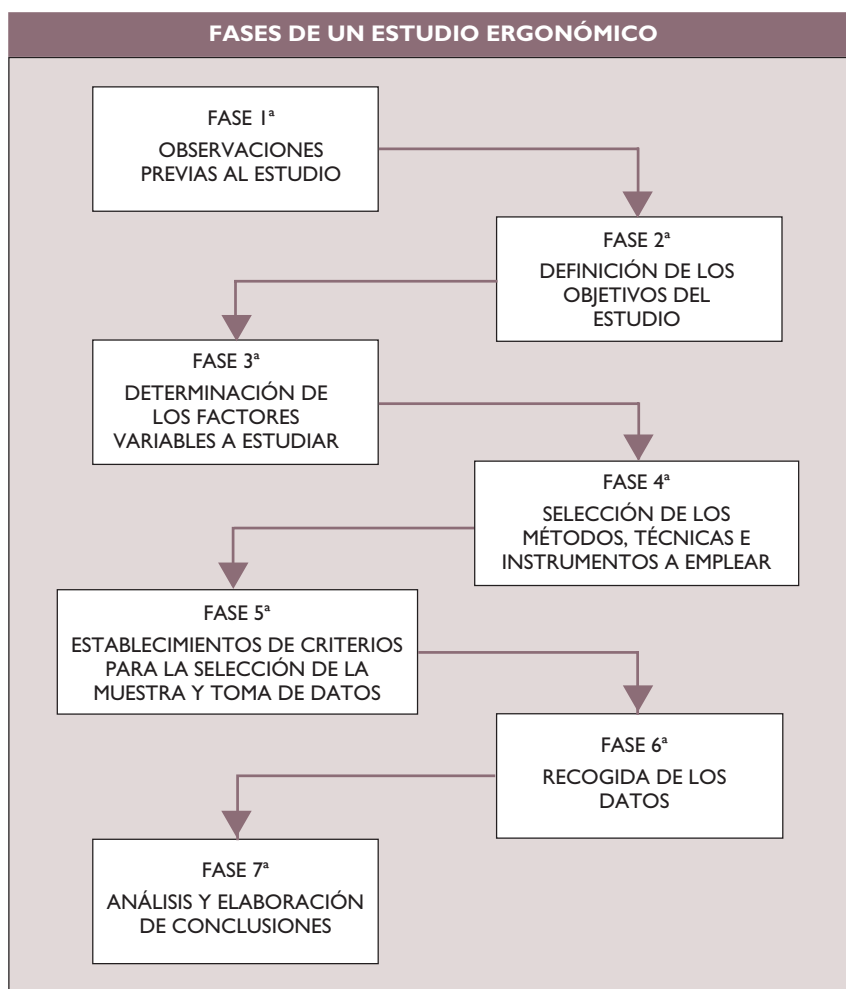 FASES DE UN ESTUDIO ERGONÓMICO
FASE 1ª
OBSERVACIONES
PREVIAS AL ESTUDIO
FASE 2ª
DEFINICIÓN DE LOS
OBJETIVOS DEL
ESTUDIO
FASE 3ª
DETERMINACIÓN DE
LOS FACTORES
VARIABLES A ESTUDIAR
FASE 4ª
SELECCIÓN DE LOS
MÉTODOS, TÉCNICAS E
INSTRUMENTOS A EMPLEAR
FASE 5ª
ESTABLECIMIENTOS DE CRITERIOS
PARA LA SELECCIÓN DE LA
MUESTRA Y TOMA DE DATOS
FASE 6ª
RECOGIDA DE LOS
DATOS
FASE 7ª
ANÁLISIS Y ELABORACIÓN
DE CONCLUSIONES